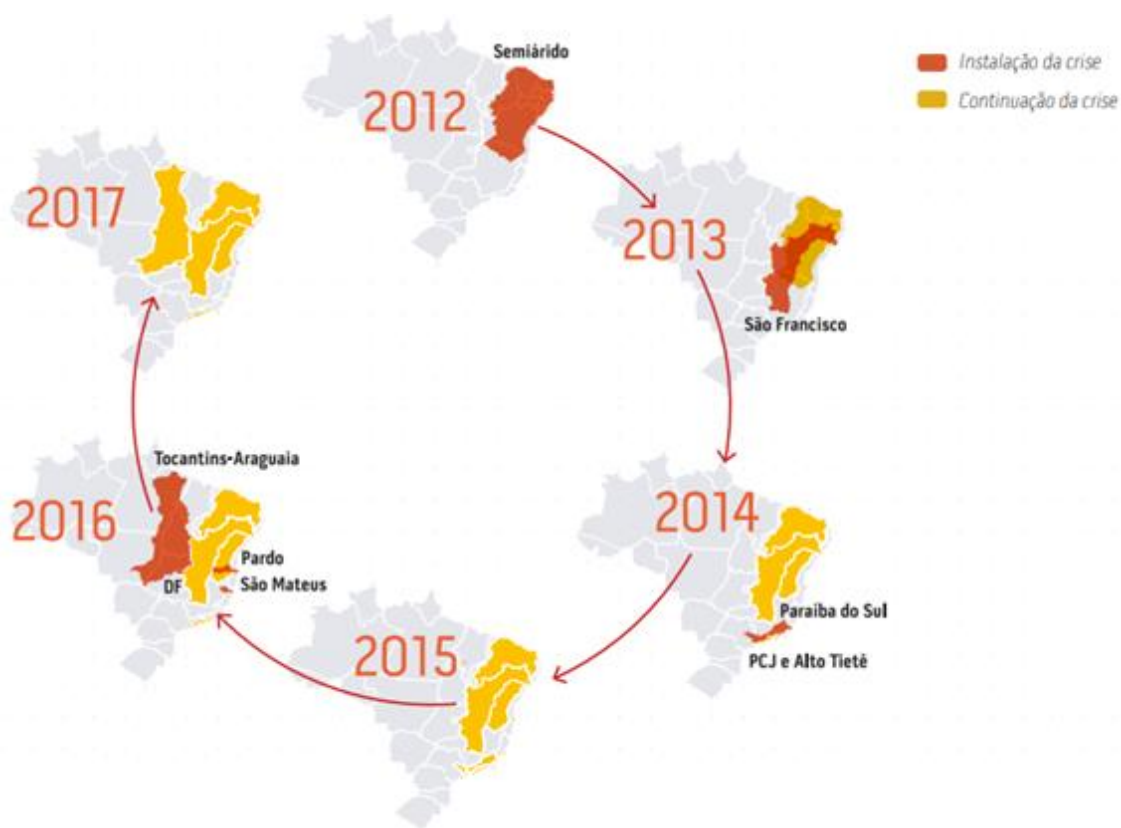 Semiárido
2012
Instalação da crise
Continuação da crise
2013
São Francisco
2014
Paraíba do Sul
PCJ e Alto Tietê
2015
Tocantins-Araguaia
2016
Pardo
DF
São Mateus
2017